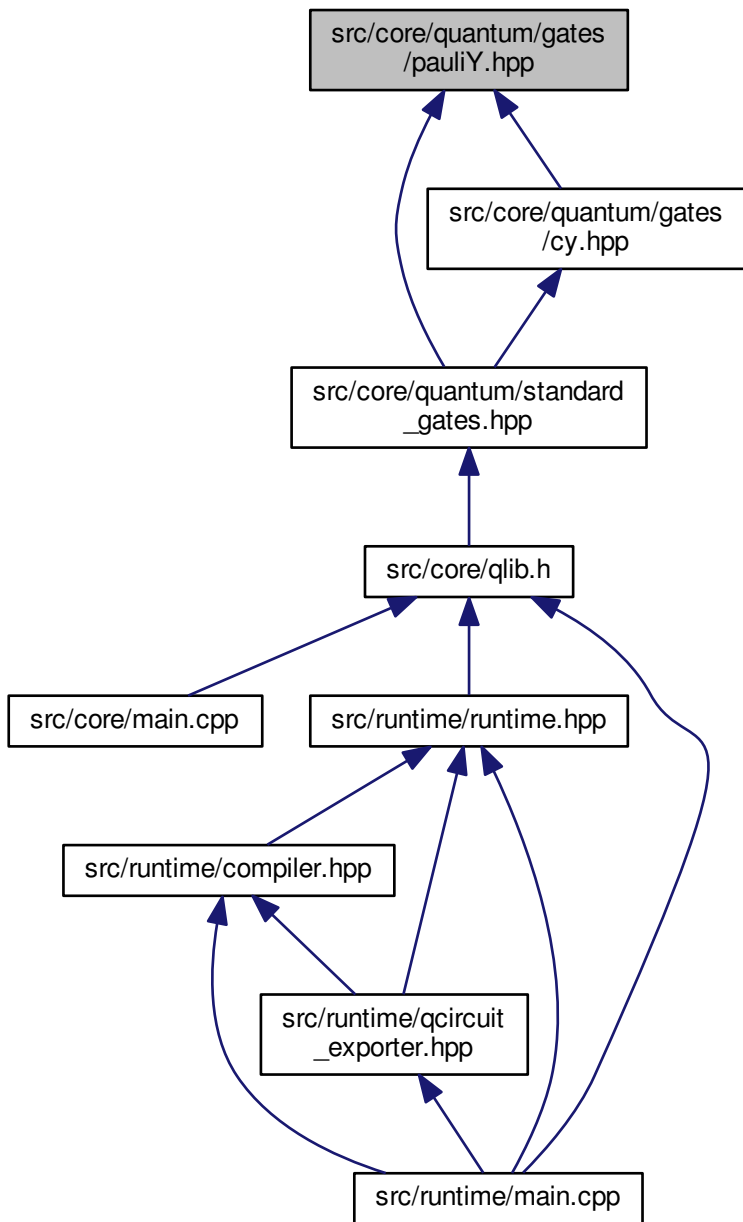 src/core/quantum/gates
/pauliY.hpp
src/core/quantum/gates
/cy.hpp
src/core/quantum/standard
_gates.hpp
src/core/qlib.h
src/core/main.cpp
src/runtime/runtime.hpp
src/runtime/compiler.hpp
src/runtime/qcircuit
_exporter.hpp
src/runtime/main.cpp